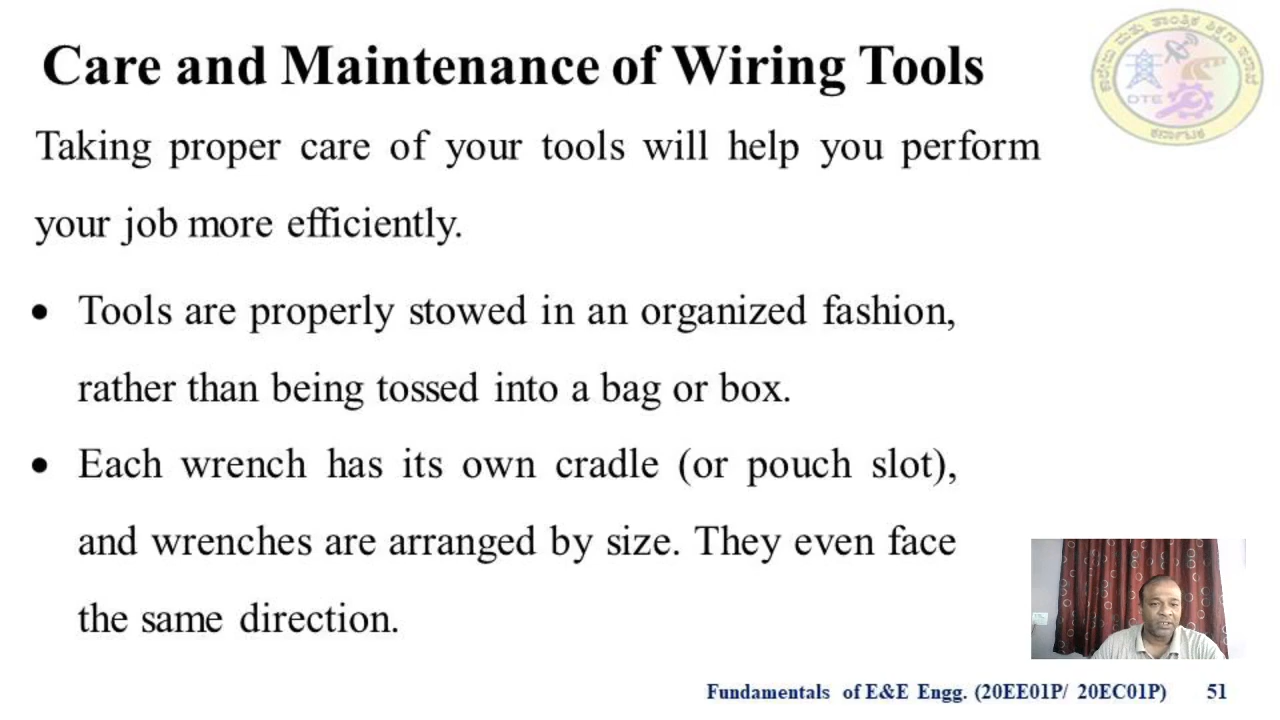 Care and Maintenance of Wiring Tools
Taking proper care of your tools will help you perform
your job more efficiently.
• Tools are properly stowed in an organized fashion,
rather than being tossed into a bag or box.
• Each wrench has its own cradle (or pouch slot),
and wrenches are arranged by size. They even face
the same direction.
DTE
ಕರ್ನಾಟಕ
Fundamentals of E&E Engg. (20EE01P/ 20EC01P) 51